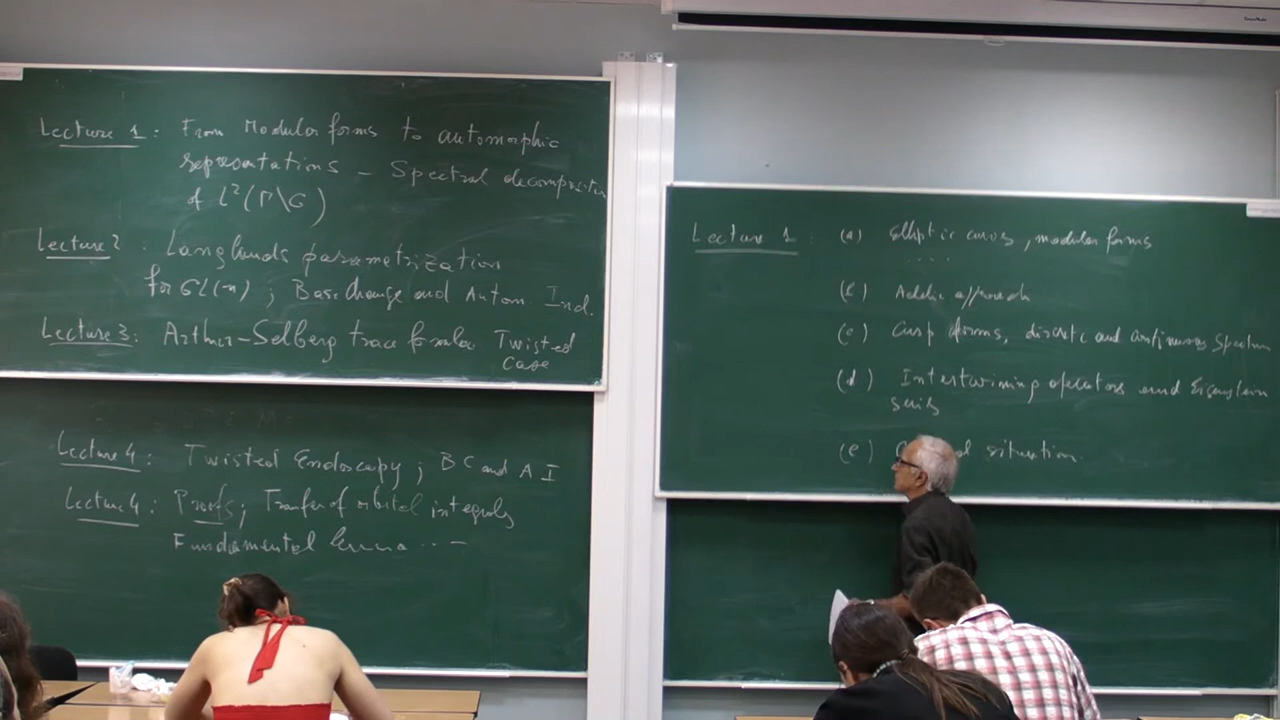 Lecture 1 : From Modular forms to automorphic
representations - Spectral decomposition
of L²(Γ\G)
Lecture 2 : Langlands parametrization
for GL(n) ; Base change and Autom. Ind.
Lecture 3 : Arthur-Selberg trace formula Twisted
case
Lecture 4 : Twisted Endoscopy ; BC and AI
Lecture 4 : Proofs ; Transfer of orbital integrals
Fundamental lemma ...
Lecture 1 : (a) Elliptic curves, modular forms
....
(b) Adelic approach
(c) Cusp forms, discrete and continuous spectrum
(d) Intertwining operators and Eisenstein
series
(e) situation.